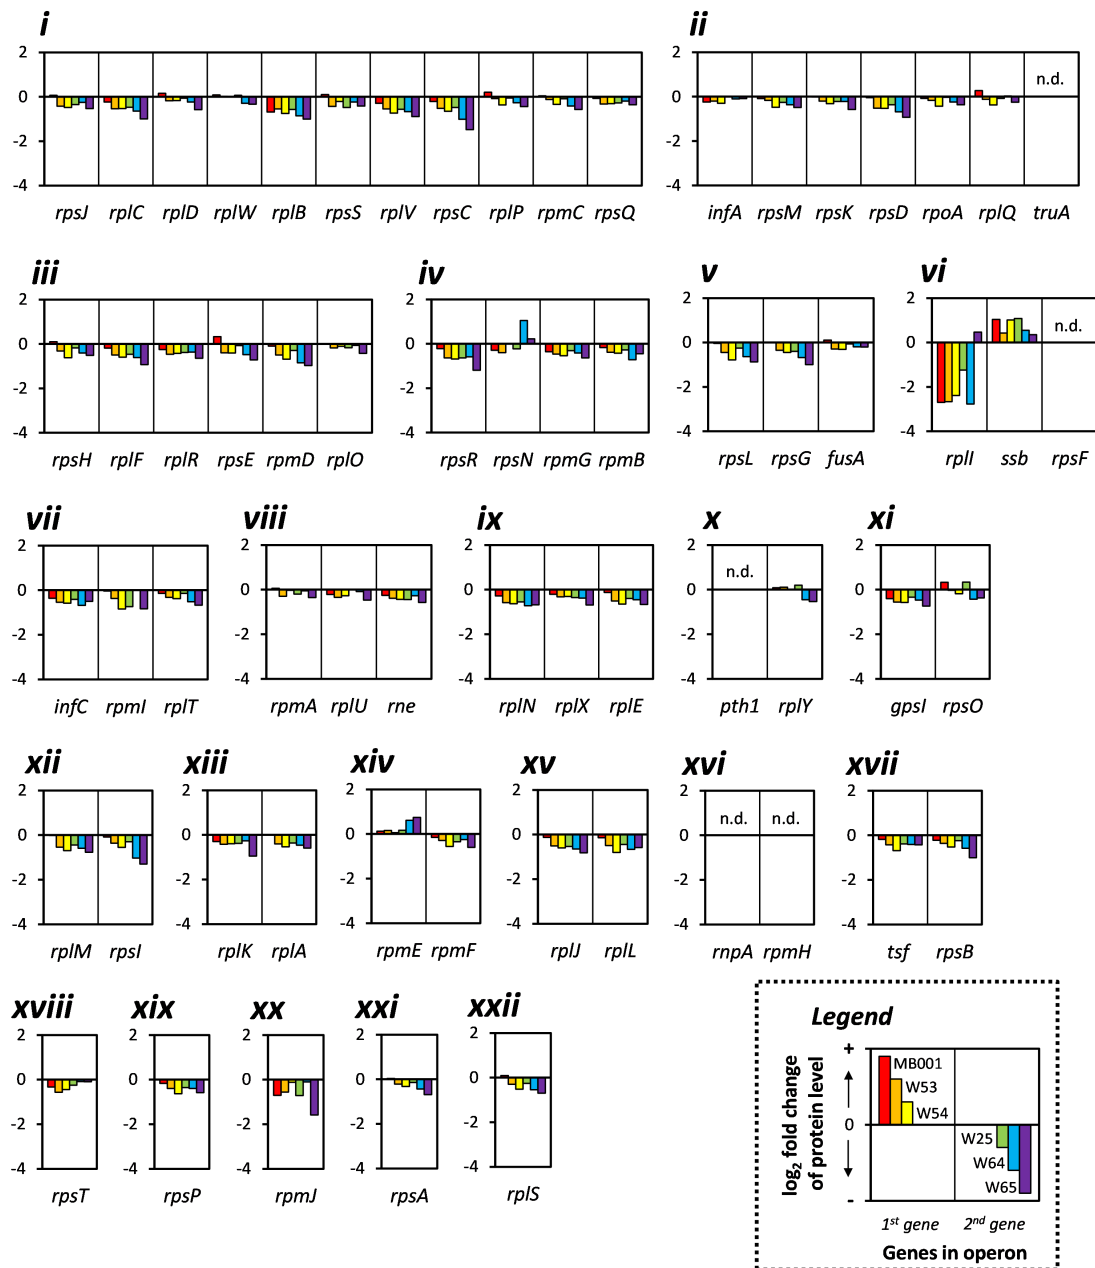 i ii
2 2
n.d.
0 0
-2 -2
-4 -4
rpsJ rplC rplD rplW rplB rpsS rplV rpsC rplP rpmC rpsQ infA rpsM rpsK rpsD rpoA rplQ truA
iii iv v vi
2 2 2 2
n.d.
0 0 0 0
-2 -2 -2 -2
-4 -4 -4 -4
rpsH rplF rplR rpsE rpmD rplO rpsR rpsN rpmG rpmB rpsL rpsG fusA rplI ssb rpsF
vii viii ix x xi
2 2 2 2 2
n.d.
0 0 0 0 0
-2 -2 -2 -2 -2
-4 -4 -4 -4 -4
infC rpmI rplT rpmA rplU rne rplN rplX rplE pth1 rplY gpsI rpsO
xii xiii xiv xv xvi xvii
2 2 2 2 2 2
n.d. n.d.
0 0 0 0 0 0
-2 -2 -2 -2 -2 -2
-4 -4 -4 -4 -4 -4
rplM rpsI rplK rplA rpmE rpmF rplJ rplL rnpA rpmH tsf rpsB
xviii xix xx xxi xxii
2 2 2 2 2
0 0 0 0 0
-2 -2 -2 -2 -2
-4 -4 -4 -4 -4
rpsT rpsP rpmJ rpsA rplS
Legend
log2 fold change
of protein level
+
0
-
MB001
W53
W54
W25
W64
W65
1st gene 2nd gene
Genes in operon